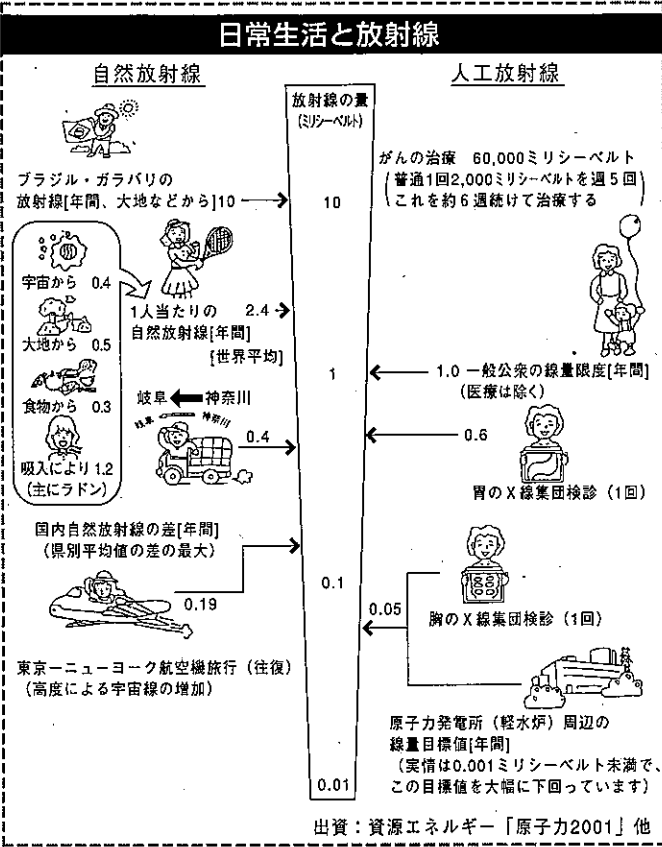 日常生活と放射線
自然放射線
人工放射線
放射線の量
(ミリシーベルト)
ブラジル・ガラバリの
放射線[年間、大地などから]10
10
がんの治療 60,000ミリシーベルト
(普通1回2,000ミリシーベルトを週5回
これを約6週続けて治療する
宇宙から 0.4
大地から 0.5
食物から 0.3
吸入により 1.2
(主にラドン)
1人当たりの 2.4
自然放射線[年間]
[世界平均]
1
1.0 一般公衆の線量限度[年間]
(医療は除く)
岐阜 神奈川
岐阜 神奈川
0.4
0.6
胃のX線集団検診(1回)
国内自然放射線の差[年間]
(県別平均値の差の最大)
0.1
0.19
0.05
胸のX線集団検診(1回)
東京ーニューヨーク航空機旅行(往復)
(高度による宇宙線の増加)
原子力発電所(軽水炉)周辺の
線量目標値[年間]
(実情は0.001ミリシーベルト未満で、
この目標値を大幅に下回っています)
0.01
出資:資源エネルギー「原子力2001」他